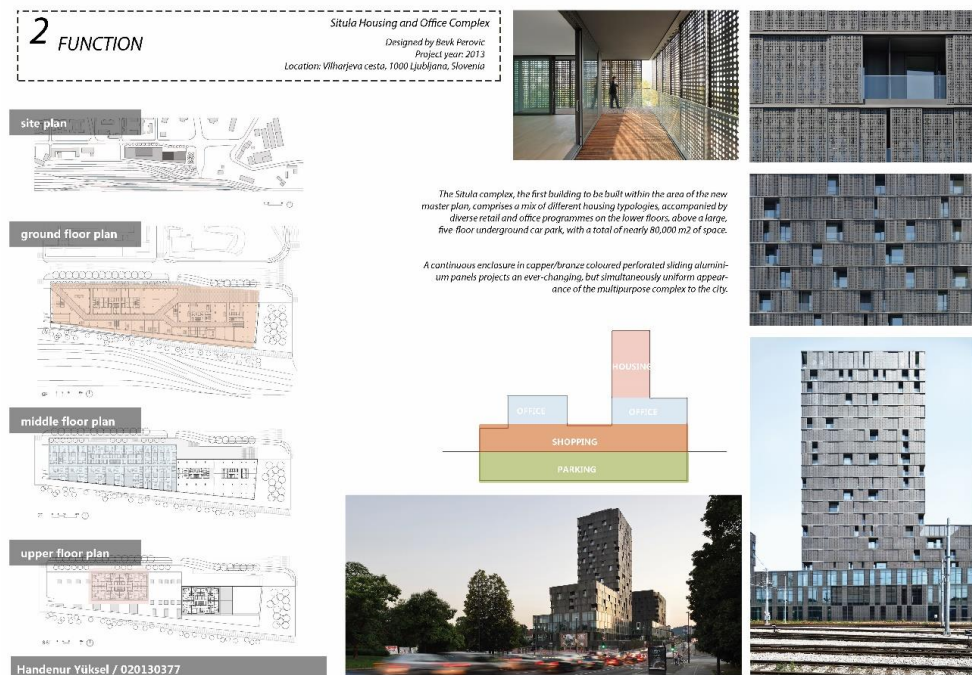 2 FUNCTION
Situla Housing and Office Complex
Designed by Bevk Perovic
Project year: 2013
Location: Vilharjeva cesta, 1000 Ljubljana, Slovenia
site plan
ground floor plan
middle floor plan
upper floor plan
Handenur Yüksel / 020130377
The Situla complex, the first building to be built within the area of the new
master plan, comprises a mix of different housing typologies, accompanied by
diverse retail and office programmes on the lower floors, above a large,
five-floor underground car park, with a total of nearly 80,000 m2 of space.
A continuous enclosure in capper/branze coloured perforated sliding alumini-
um panels projects an ever-changing, but simultaneously uniform appear-
ance of the multipurpose complex to the city.
HOUSING
OFFICE
OFFICE
SHOPPING
PARKING